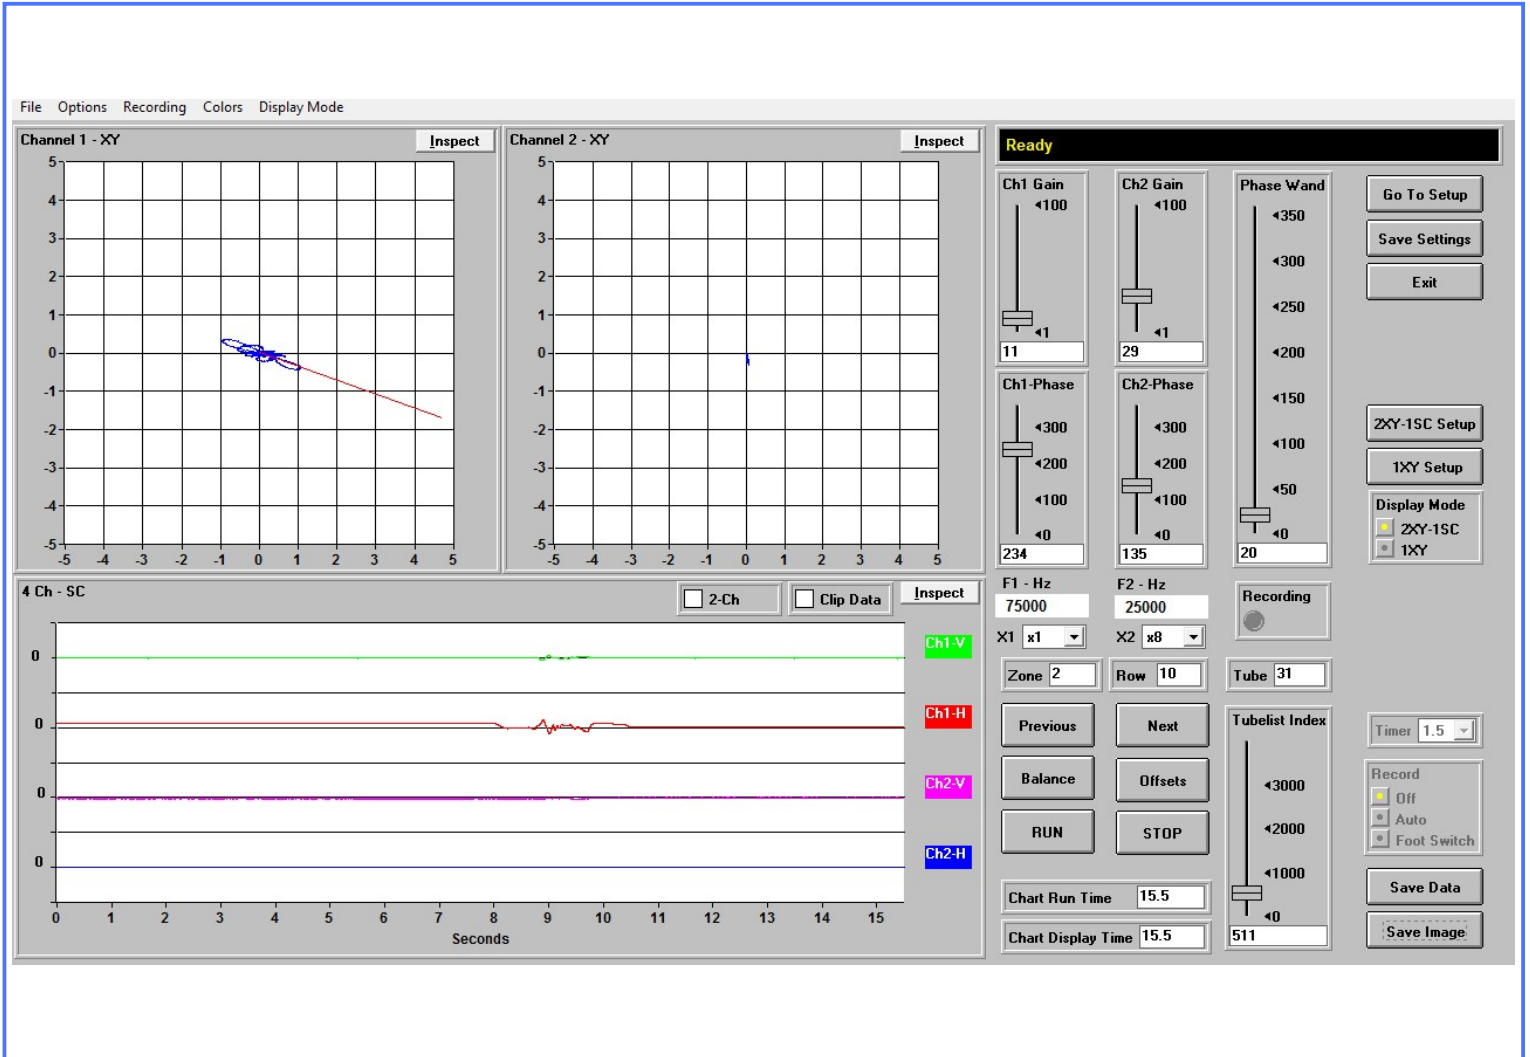 File Options Recording Colors Display Mode
Channel 1 - XY
Inspect
5
4
3
2
1
0
-1
-2
-3
-4
-5
-5 -4 -3 -2 -1 0 1 2 3 4 5
Channel 2 - XY
Inspect
5
4
3
2
1
0
-1
-2
-3
-4
-5
-5 -4 -3 -2 -1 0 1 2 3 4 5
Ready
Ch1 Gain
100
1
11
Ch2 Gain
100
1
29
Phase Wand
350
300
250
200
150
100
50
0
20
Go To Setup
Save Settings
Exit
Ch1-Phase
300
200
100
0
234
Ch2-Phase
300
200
100
0
135
2XY-1SC Setup
1XY Setup
Display Mode
2XY-1SC
1XY
4 Ch - SC
2-Ch
Clip Data
Inspect
0
0
0
0
Ch1-V
Ch1-H
Ch2-V
Ch2-H
0 1 2 3 4 5 6 7 8 9 10 11 12 13 14 15
Seconds
F1 - Hz
75000
F2 - Hz
25000
Recording
X1 x1
X2 x8
Zone 2
Row 10
Tube 31
Previous
Next
Balance
Offsets
RUN
STOP
Tubelist Index
3000
2000
1000
0
511
Timer 1.5
Record
Off
Auto
Foot Switch
Chart Run Time 15.5
Chart Display Time 15.5
Save Data
Save Image